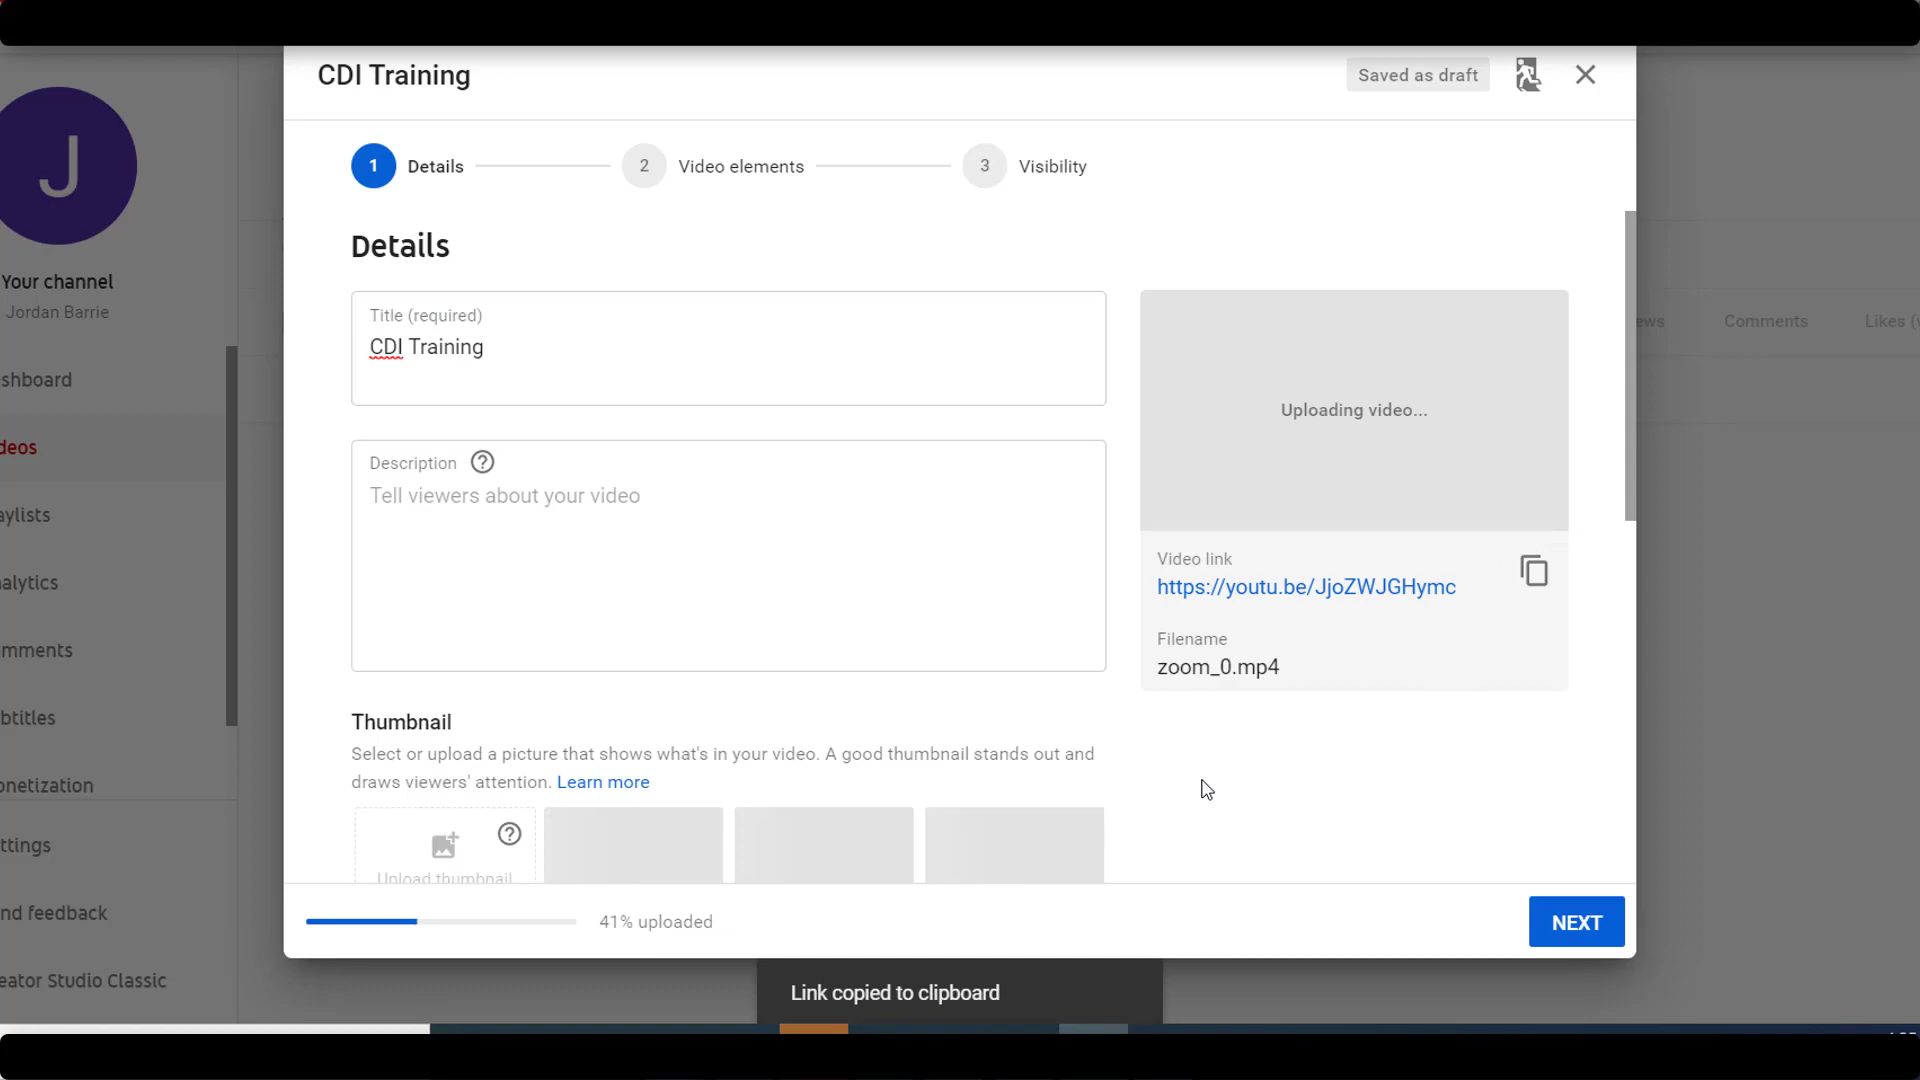 CDI Training
Saved as draft
1 Details
2 Video elements
3 Visibility
J
Your channel
Jordan Barrie
shboard
deos
aylists
alytics
mments
btitles
onetization
ttings
nd feedback
eator Studio Classic
Details
Title (required)
CDI Training
Description ?
Tell viewers about your video
Uploading video...
Video link
https://youtu.be/JjoZWJGHymc
Filename
zoom_0.mp4
ews Comments Likes (
Thumbnail
Select or upload a picture that shows what's in your video. A good thumbnail stands out and
draws viewers' attention. Learn more
?
Upload thumbnail
41% uploaded
NEXT
Link copied to clipboard